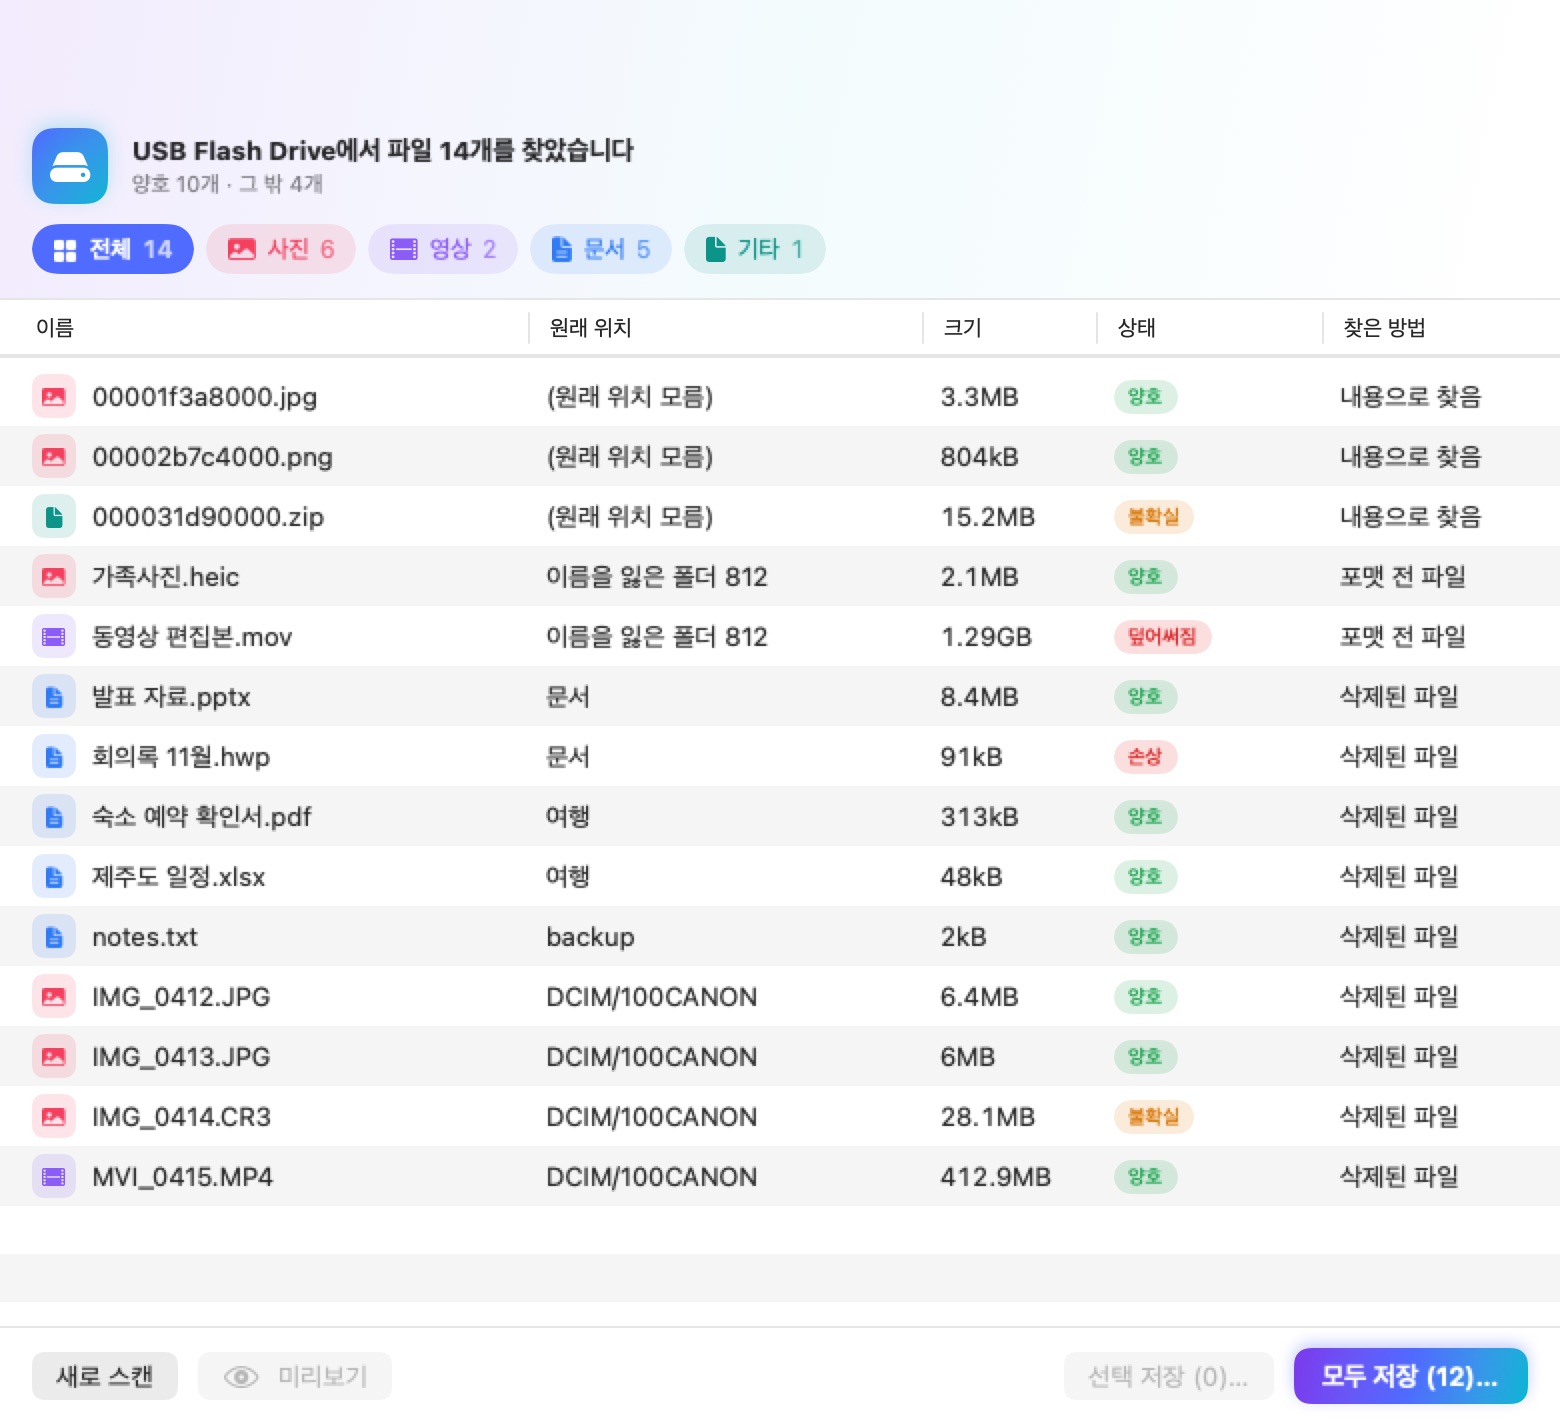 USB Flash Drive에서 파일 14개를 찾았습니다
양호 10개 · 그 밖 4개
전체 14 사진 6 영상 2 문서 5 기타 1
이름 원래 위치 크기 상태 찾은 방법
00001f3a8000.jpg (원래 위치 모름) 3.3MB 양호 내용으로 찾음
00002b7c4000.png (원래 위치 모름) 804kB 양호 내용으로 찾음
000031d90000.zip (원래 위치 모름) 15.2MB 불확실 내용으로 찾음
가족사진.heic 이름을 잃은 폴더 812 2.1MB 양호 포맷 전 파일
동영상 편집본.mov 이름을 잃은 폴더 812 1.29GB 덮어써짐 포맷 전 파일
발표 자료.pptx 문서 8.4MB 양호 삭제된 파일
회의록 11월.hwp 문서 91kB 손상 삭제된 파일
숙소 예약 확인서.pdf 여행 313kB 양호 삭제된 파일
제주도 일정.xlsx 여행 48kB 양호 삭제된 파일
notes.txt backup 2kB 양호 삭제된 파일
IMG_0412.JPG DCIM/100CANON 6.4MB 양호 삭제된 파일
IMG_0413.JPG DCIM/100CANON 6MB 양호 삭제된 파일
IMG_0414.CR3 DCIM/100CANON 28.1MB 불확실 삭제된 파일
MVI_0415.MP4 DCIM/100CANON 412.9MB 양호 삭제된 파일
새로 스캔 미리보기 선택 저장 (0)... 모두 저장 (12)...